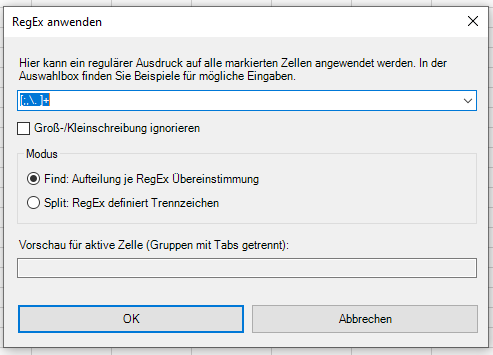 RegEx anwenden
Hier kann ein regulärer Ausdruck auf alle markierten Zellen angewendet werden. In der
Auswahlbox finden Sie Beispiele für mögliche Eingaben.
[;,\. ]+
Groß-/Kleinschreibung ignorieren
Modus
Find: Aufteilung je RegEx Übereinstimmung
Split: RegEx definiert Trennzeichen
Vorschau für aktive Zelle (Gruppen mit Tabs getrennt):
OK
Abbrechen